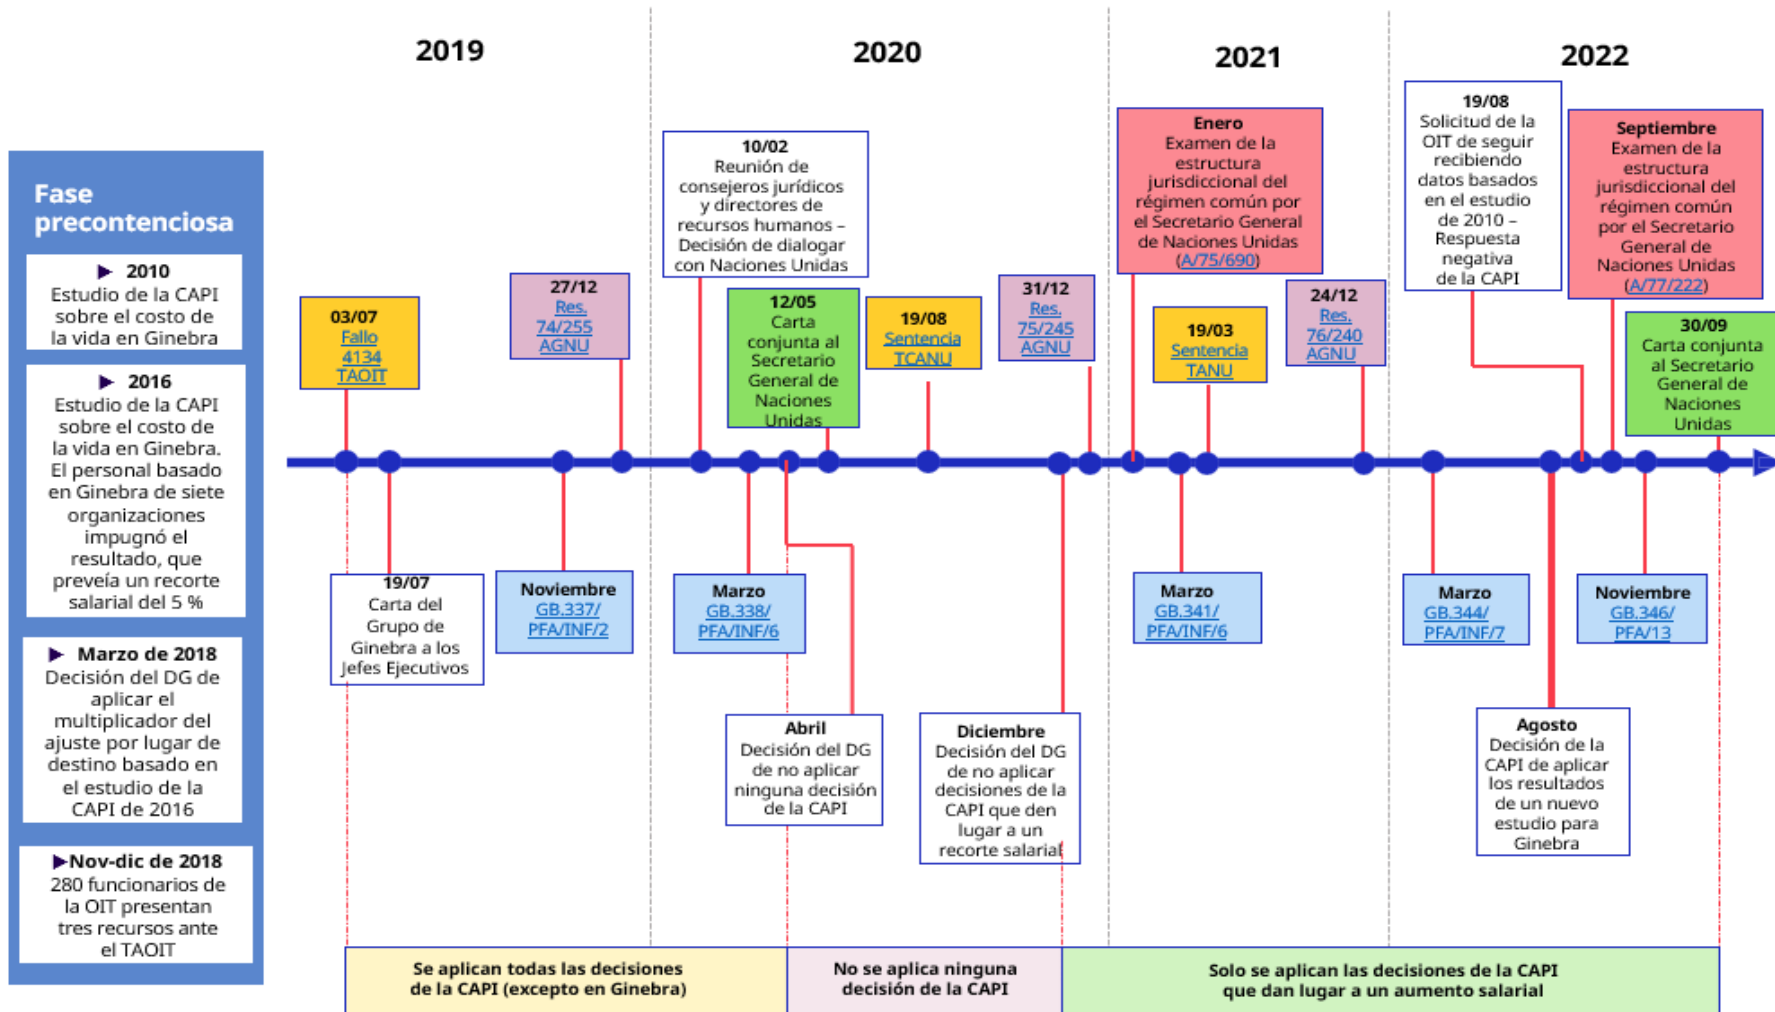 2019
2020
2021
2022
Fase
precontenciosa
2010
Estudio de la CAPI
sobre el costo de
la vida en Ginebra
2016
Estudio de la CAPI
sobre el costo de
la vida en Ginebra.
El personal basado
en Ginebra de siete
organizaciones
impugnó el
resultado, que
preveía un recorte
salarial del 5 %
Marzo de 2018
Decisión del DG de
aplicar el
multiplicador del
ajuste por lugar de
destino basado en
el estudio de la
CAPI de 2016
Nov-dic de 2018
280 funcionarios de
la OIT presentan
tres recursos ante
el TAOIT
03/07
Fallo
4134
TAOIT
27/12
Res.
74/255
AGNU
10/02
Reunión de
consejeros jurídicos
y directores de
recursos humanos –
Decisión de dialogar
con Naciones Unidas
12/05
Carta
conjunta al
Secretario
General de
Naciones
Unidas
19/08
Sentencia
TCANU
31/12
Res.
75/245
AGNU
Enero
Examen de la
estructura
jurisdiccional del
régimen común por
el Secretario General
de Naciones Unidas
(A/75/690)
19/03
Sentencia
TANU
24/12
Res.
76/240
AGNU
19/08
Solicitud de la
OIT de seguir
recibiendo
datos basados
en el estudio
de 2010 –
Respuesta
negativa
de la CAPI
Septiembre
Examen de la
estructura
jurisdiccional del
régimen común
por el Secretario
General de
Naciones Unidas
(A/77/222)
30/09
Carta conjunta
al Secretario
General de
Naciones
Unidas
19/07
Carta del
Grupo de
Ginebra a los
Jefes Ejecutivos
Noviembre
GB.337/
PFA/INF/2
Marzo
GB.338/
PFA/INF/6
Abril
Decisión del DG
de no aplicar
ninguna decisión
de la CAPI
Diciembre
Decisión del DG
de no aplicar
decisiones de la
CAPI que den
lugar a un
recorte salarial
Marzo
GB.341/
PFA/INF/6
Marzo
GB.344/
PFA/INF/7
Agosto
Decisión de la
CAPI de aplicar
los resultados
de un nuevo
estudio para
Ginebra
Noviembre
GB.346/
PFA/13
Se aplican todas las decisiones
de la CAPI (excepto en Ginebra)
No se aplica ninguna
decisión de la CAPI
Solo se aplican las decisiones de la CAPI
que dan lugar a un aumento salarial